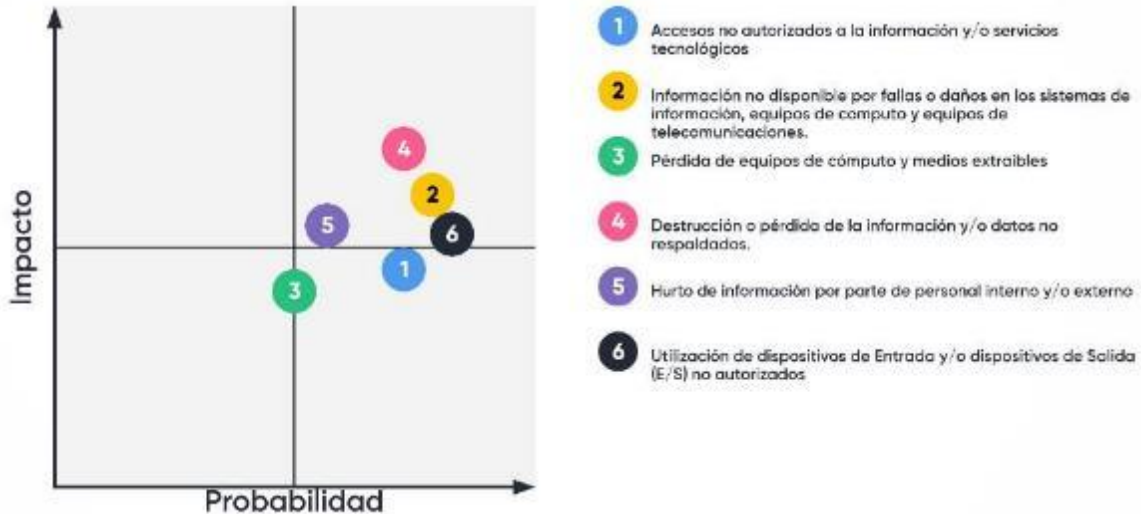 Impacto
4
2
5
6
1
3
Probabilidad
1 Accesos no autorizados a la información y/o servicios
tecnológicos
2 Información no disponible por fallas o daños en los sistemas de
información, equipos de computo y equipos de
telecomunicaciones.
3 Pérdida de equipos de cómputo y medios extraibles
4 Destrucción o pérdida de la información y/o datos no
respaldados.
5 Hurto de información por parte de personal interno y/o externo
6 Utilización de dispositivos de Entrada y/o dispositivos de Salida
(E/S) no autorizados